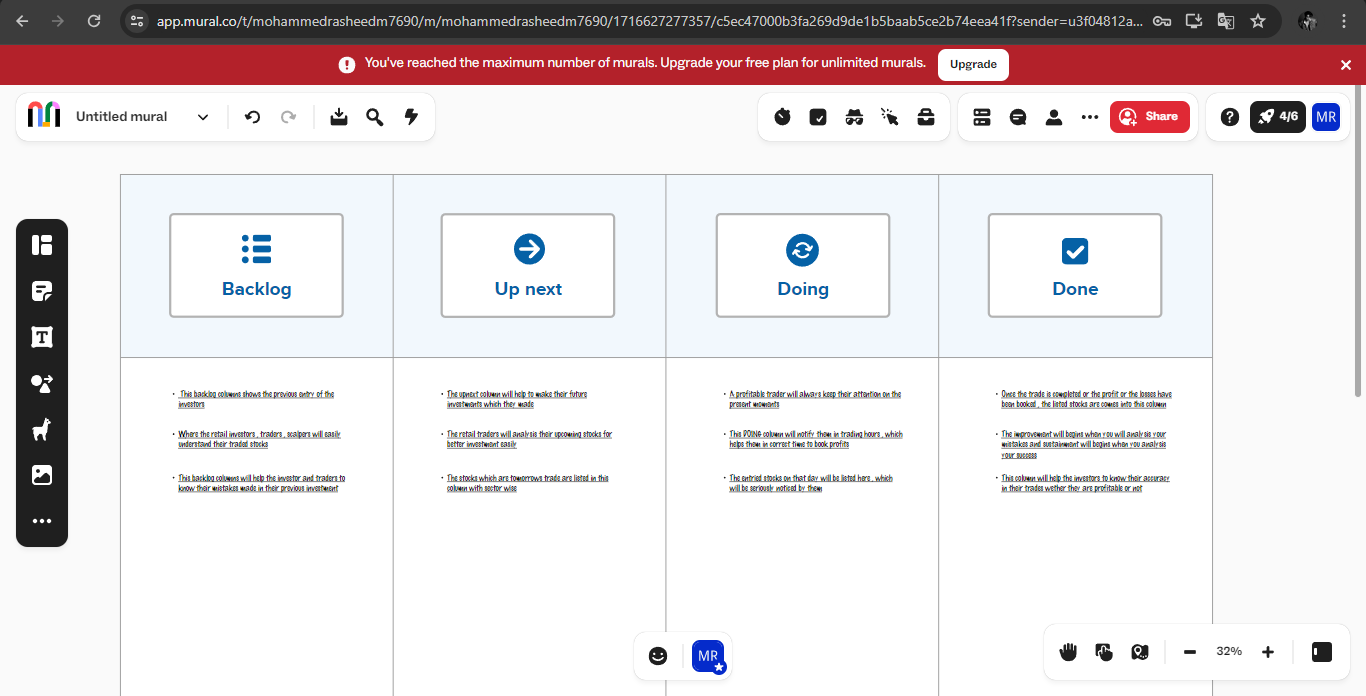 app.mural.co/t/mohammedrasheedm7690/m/mohammedrasheedm7690/1716627277357/c5ec47000b3fa269d9de1b5baab5ce2b74eea41f?sender=u3f04812a...
You've reached the maximum number of murals. Upgrade your free plan for unlimited murals.
Upgrade
Untitled mural
Share
4/6
MR
Backlog
Up next
Doing
Done
• This backlog columns shows the previous entry of the
investors
• Where the retail investors , traders , scalpers will easily
understand their traded stocks
• This backlog columns will help the investor and traders to
know their mistakes made in their previous investment
• The upnext column will help to make their future
investments which they made
• The retail traders will analysis their upcoming stocks for
better investment easily
• The stocks which are tomorrows trade are listed in this
column with sector wise
• A profitable trader will always keep their attention on the
present moments
• This DOING column will notify them in trading hours , which
helps them in correct time to book profits
• The entried stocks on that day will be listed here , which
will be seriously noticed by them
• Once the trade is completed or the profit or the losses have
been booked , the listed stocks are comes into this column
• The improvement will begins when you will analysis your
mistakes and sustainment will begins when you analysis
your success
• This column will help the investors to know their accuracy
in their trades wether they are profitable or not
MR
32%